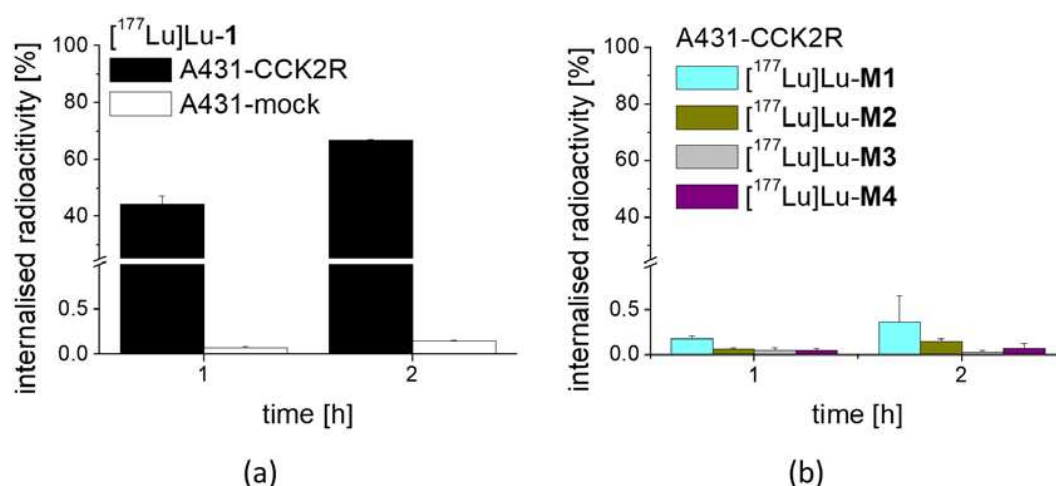 [¹⁷⁷Lu]Lu-1
A431-CCK2R
A431-mock
internalised radioacitivity [%]
100
80
60
40
0.5
0.0
1
2
time [h]
(a)
A431-CCK2R
[¹⁷⁷Lu]Lu-M1
[¹⁷⁷Lu]Lu-M2
[¹⁷⁷Lu]Lu-M3
[¹⁷⁷Lu]Lu-M4
internalised radioactivity [%]
100
80
60
40
0.5
0.0
1
2
time [h]
(b)